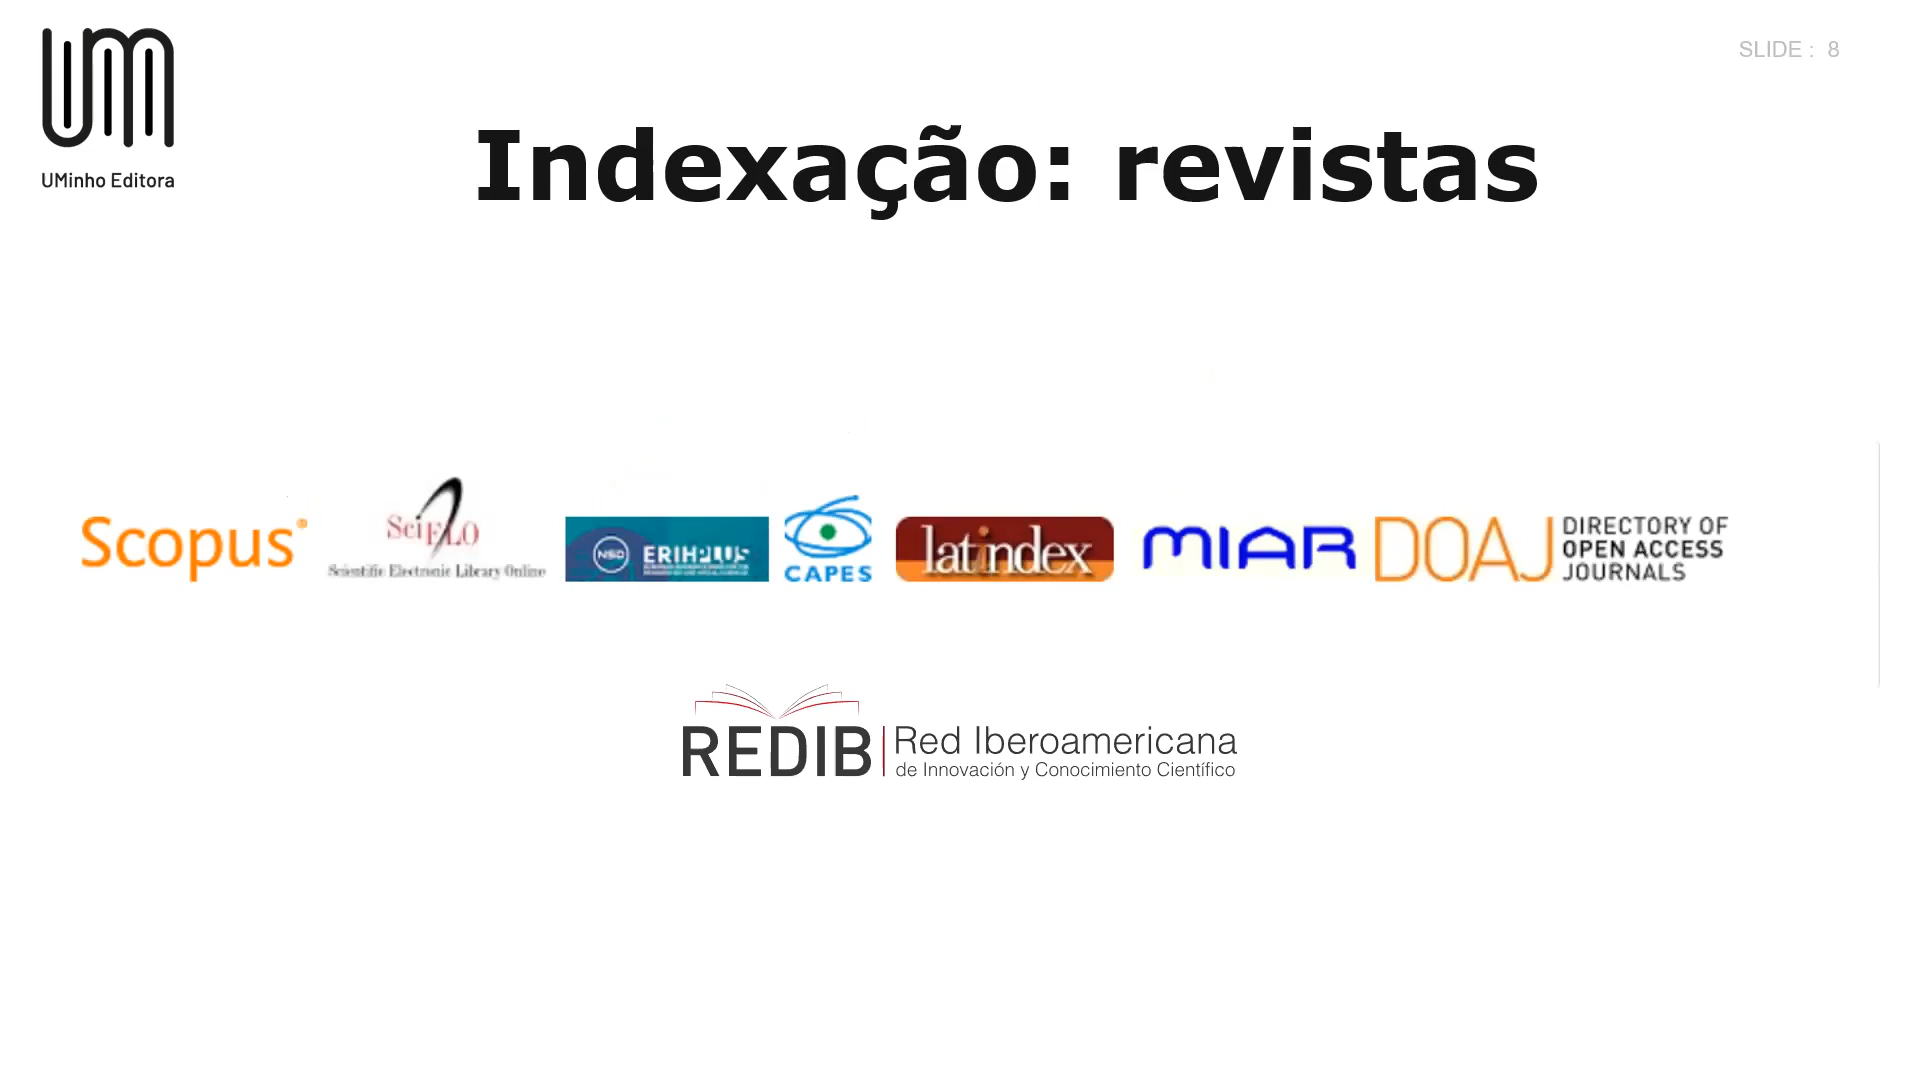 UM
UMinho Editora
SLIDE : 8
Indexação: revistas
Scopus®
SciELO
Scientific Electronic Library Online
NSD
ERIHPLUS
CAPES
latindex
MIAR
DOAJ
DIRECTORY OF
OPEN ACCESS
JOURNALS
REDIB
Red Iberoamericana
de Innovación y Conocimiento Científico